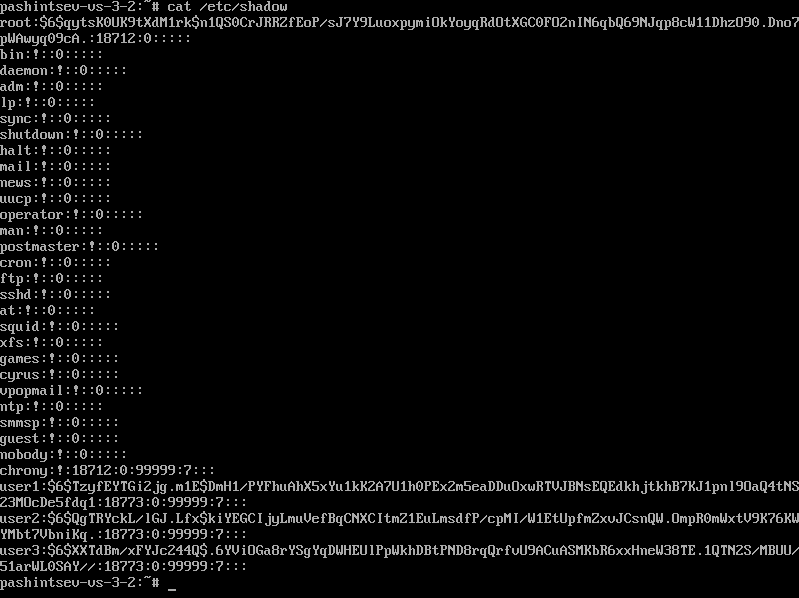 pashintsev-vs-3-2:~# cat /etc/shadow
root:$6$qytsK0UK9tXdM1rk$n1QS0CrJRRZfEoP/sJ7Y9LuoxpymiOkYoyqRdOtXGC0FO2nIN6qbQ69NJqp8cW11DhzO90.Dno7
pWAwyq09cA.:18712:0:::::
bin:!::0:::::
daemon:!::0:::::
adm:!::0:::::
lp:!::0:::::
sync:!::0:::::
shutdown:!::0:::::
halt:!::0:::::
mail:!::0:::::
news:!::0:::::
uucp:!::0:::::
operator:!::0:::::
man:!::0:::::
postmaster:!::0:::::
cron:!::0:::::
ftp:!::0:::::
sshd:!::0:::::
at:!::0:::::
squid:!::0:::::
xfs:!::0:::::
games:!::0:::::
cyrus:!::0:::::
vpopmail:!::0:::::
ntp:!::0:::::
smmsp:!::0:::::
guest:!::0:::::
nobody:!::0:::::
chrony:!:18712:0:99999:7:::
user1:$6$TzyfEYTGi2jg.m1E$DmH1/PYFhuAhX5xYu1kK2A7U1h0PEx2m5eaDDuOxwRTVJBNsEQEdkhjtkhB7KJ1pnl9OaQ4tNS
23MOcDe5fdq1:18773:0:99999:7:::
user2:$6$QgTRYckL/lGJ.Lfx$kiYEGCIjyLmuVefBqCNXCItmZ1EuLmsdfP/cpMI/W1EtUpfmZxvJCsnQW.OmpR0mWxtV9K76KW
YMbt7VbniKq.:18773:0:99999:7:::
user3:$6$XXTdBm/xFYJc244Q$.6YViOGa8rYSgYqDWHEUlPpWkhDBtPND8rqQrfvU9ACuASMKbR6xxHneW38TE.1QTN2S/MBUU/
51arWL0SAY//:18773:0:99999:7:::
pashintsev-vs-3-2:~# _